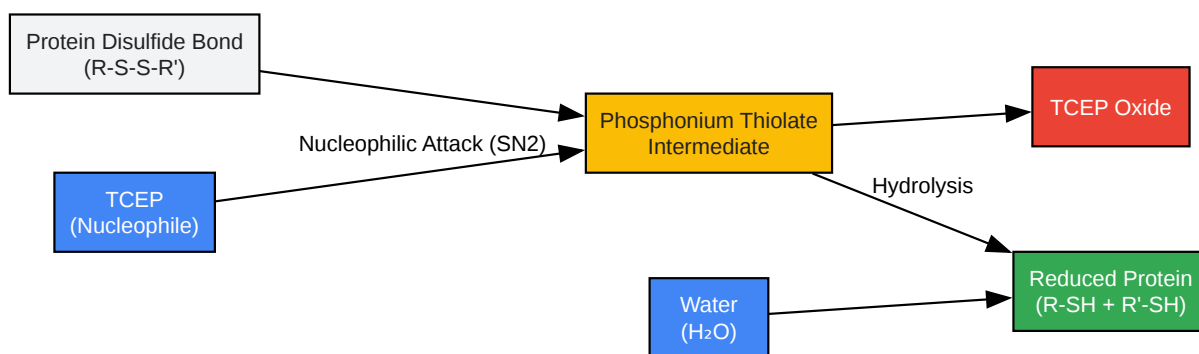 Protein Disulfide Bond
(R-S-S-R')
TCEP
(Nucleophile)
Nucleophilic Attack (SN2)
Phosphonium Thiolate
Intermediate
TCEP Oxide
Hydrolysis
Water
(H₂O)
Reduced Protein
(R-SH + R'-SH)